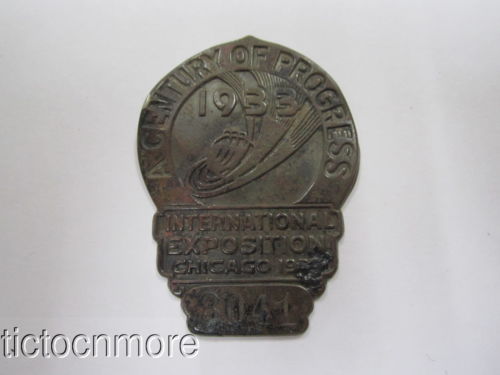 A CENTURY OF PROGRESS
1933
INTERNATIONAL
EXPOSITION
CHICAGO
3041
tictocnmore